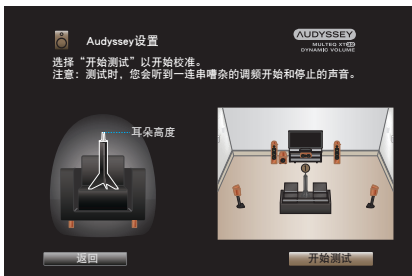 Audyssey设置
AUDYSSEY
MULTEQ XT32
DYNAMIC VOLUME
选择“开始测试”以开始校准。
注意：测试时，您会听到一连串嘈杂的调频开始和停止的声音。
耳朵高度
返回
开始测试